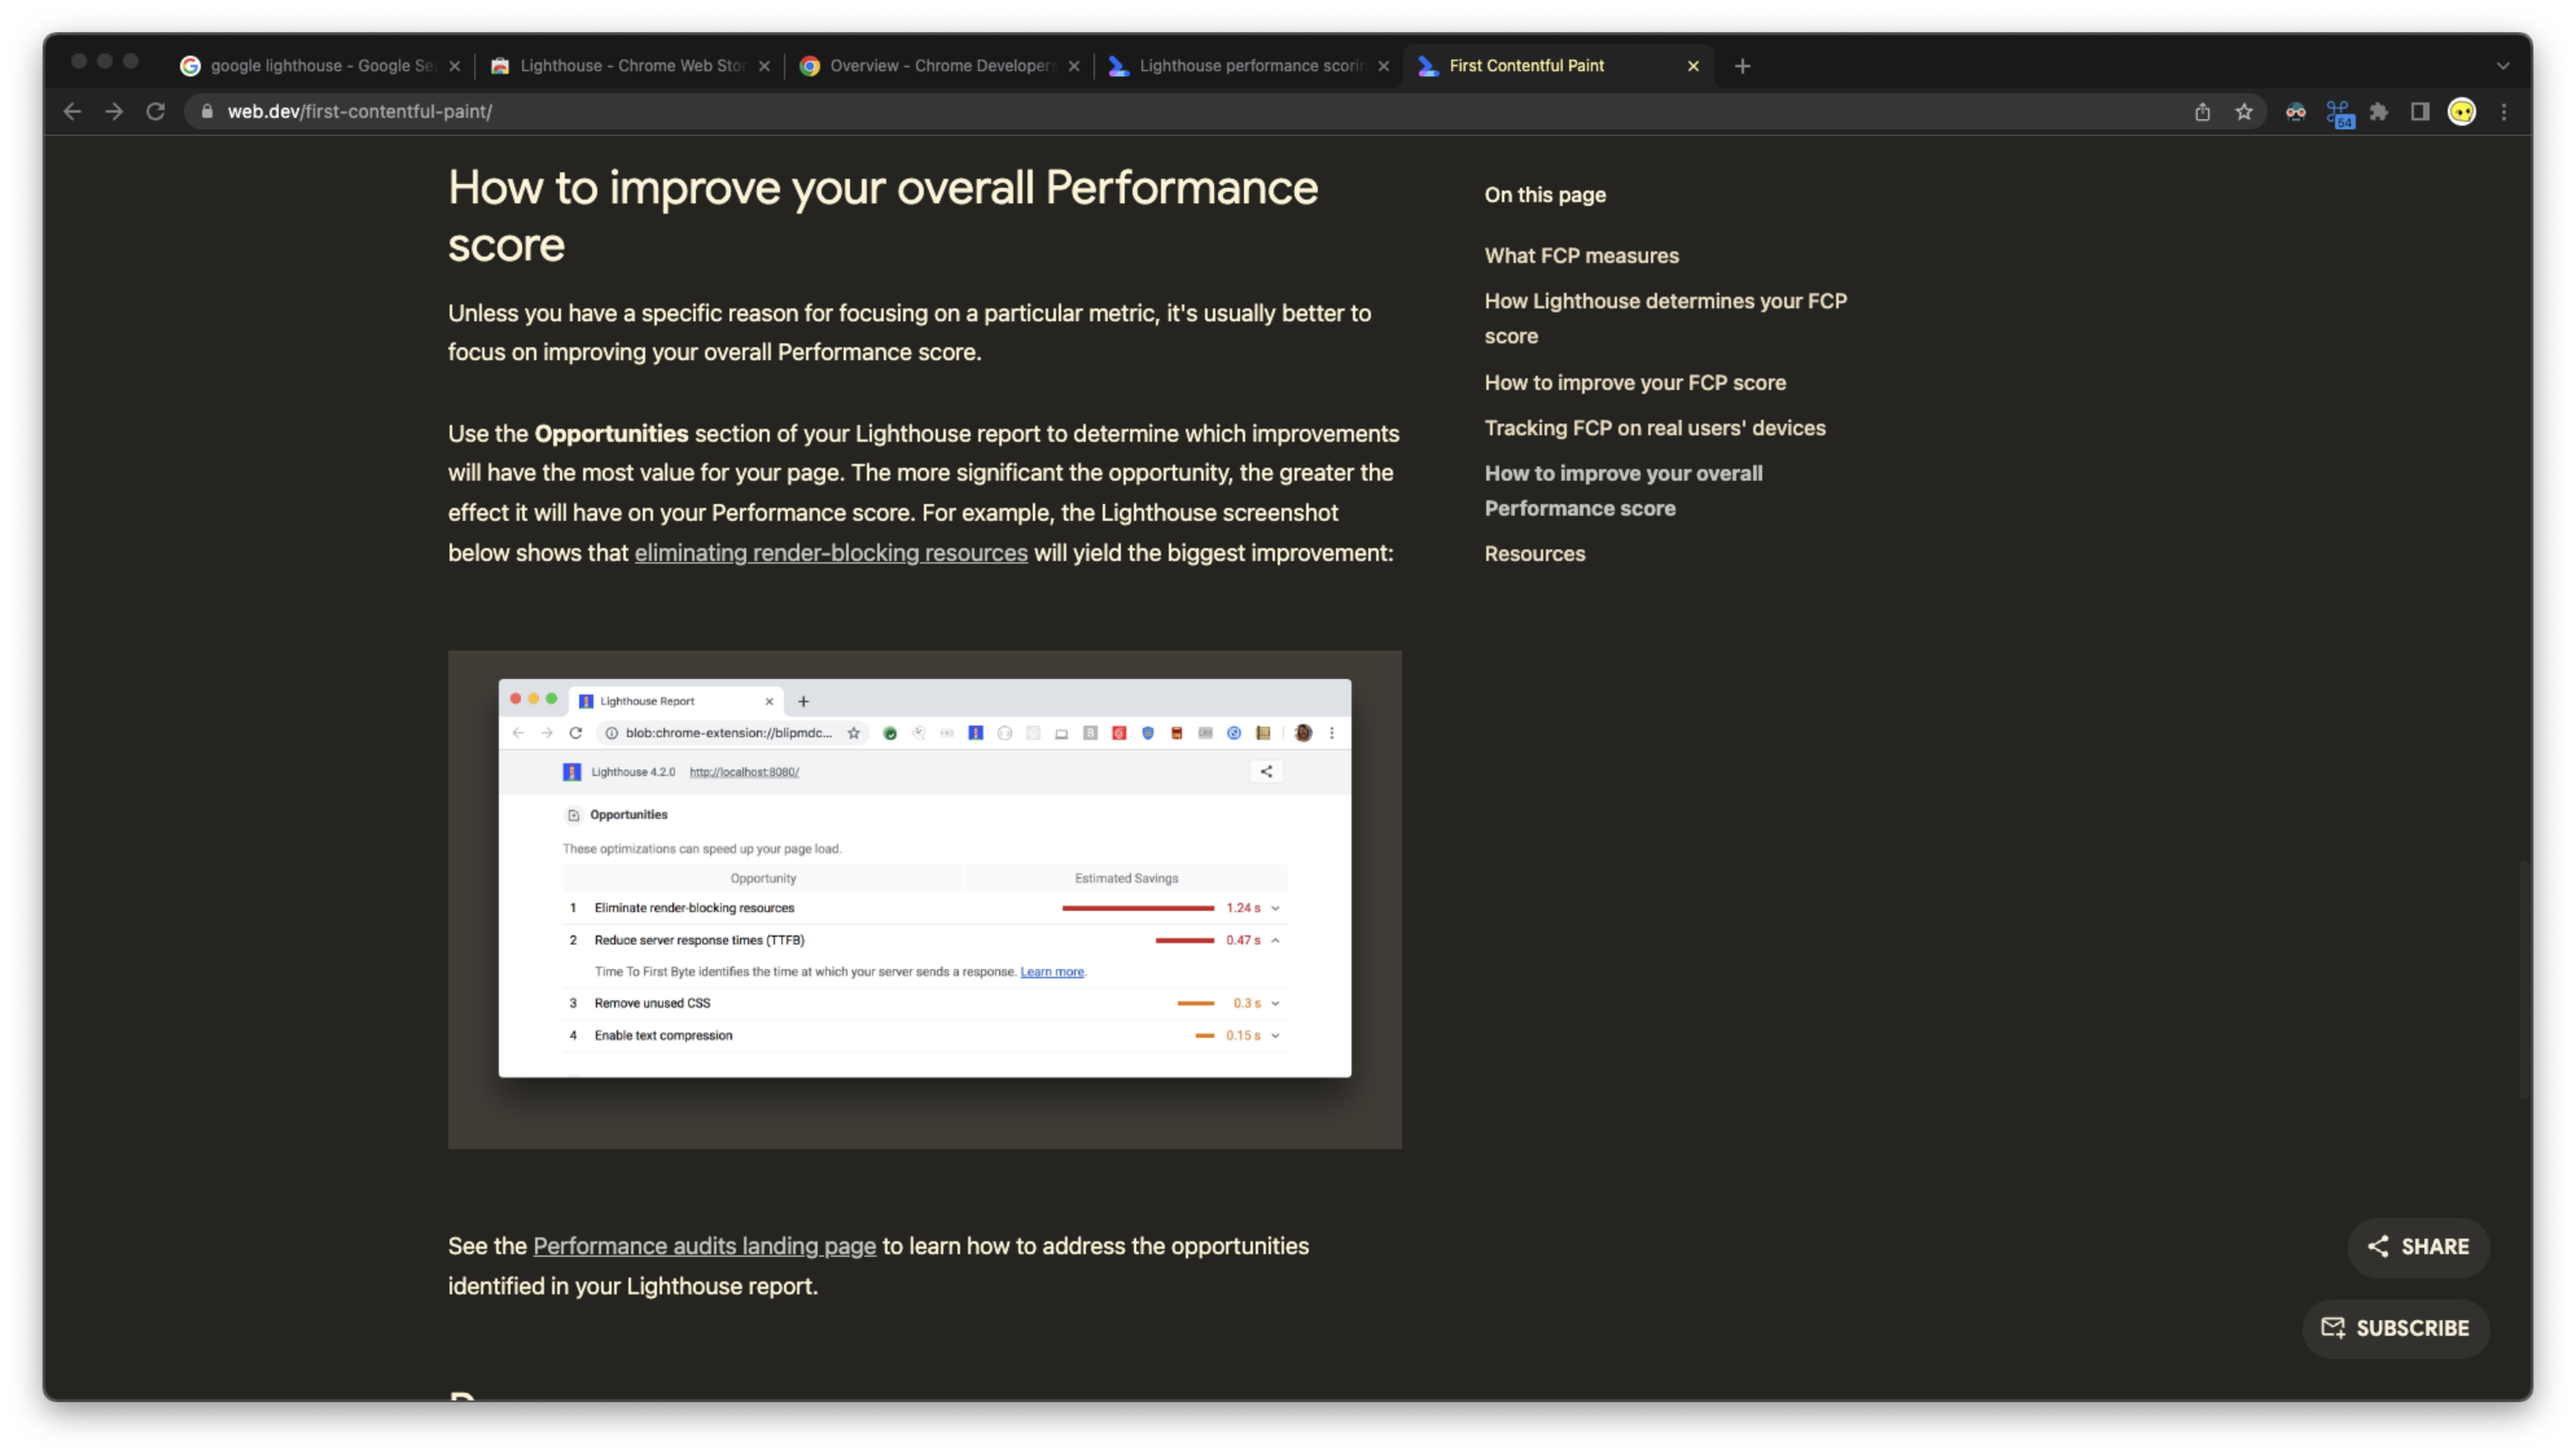 google lighthouse - Google Se
Lighthouse - Chrome Web Stor
Overview - Chrome Developers
Lighthouse performance scorin
First Contentful Paint
web.dev/first-contentful-paint/
54
How to improve your overall Performance
score
Unless you have a specific reason for focusing on a particular metric, it's usually better to
focus on improving your overall Performance score.
Use the Opportunities section of your Lighthouse report to determine which improvements
will have the most value for your page. The more significant the opportunity, the greater the
effect it will have on your Performance score. For example, the Lighthouse screenshot
below shows that eliminating render-blocking resources will yield the biggest improvement:
Lighthouse Report
blob:chrome-extension://blipmdc...
Lighthouse 4.2.0 http://localhost:8080/
Opportunities
These optimizations can speed up your page load.
Opportunity Estimated Savings
1 Eliminate render-blocking resources 1.24 s
2 Reduce server response times (TTFB) 0.47 s
Time To First Byte identifies the time at which your server sends a response. Learn more.
3 Remove unused CSS 0.3 s
4 Enable text compression 0.15 s
See the Performance audits landing page to learn how to address the opportunities
identified in your Lighthouse report.
On this page
What FCP measures
How Lighthouse determines your FCP
score
How to improve your FCP score
Tracking FCP on real users' devices
How to improve your overall
Performance score
Resources
SHARE
SUBSCRIBE